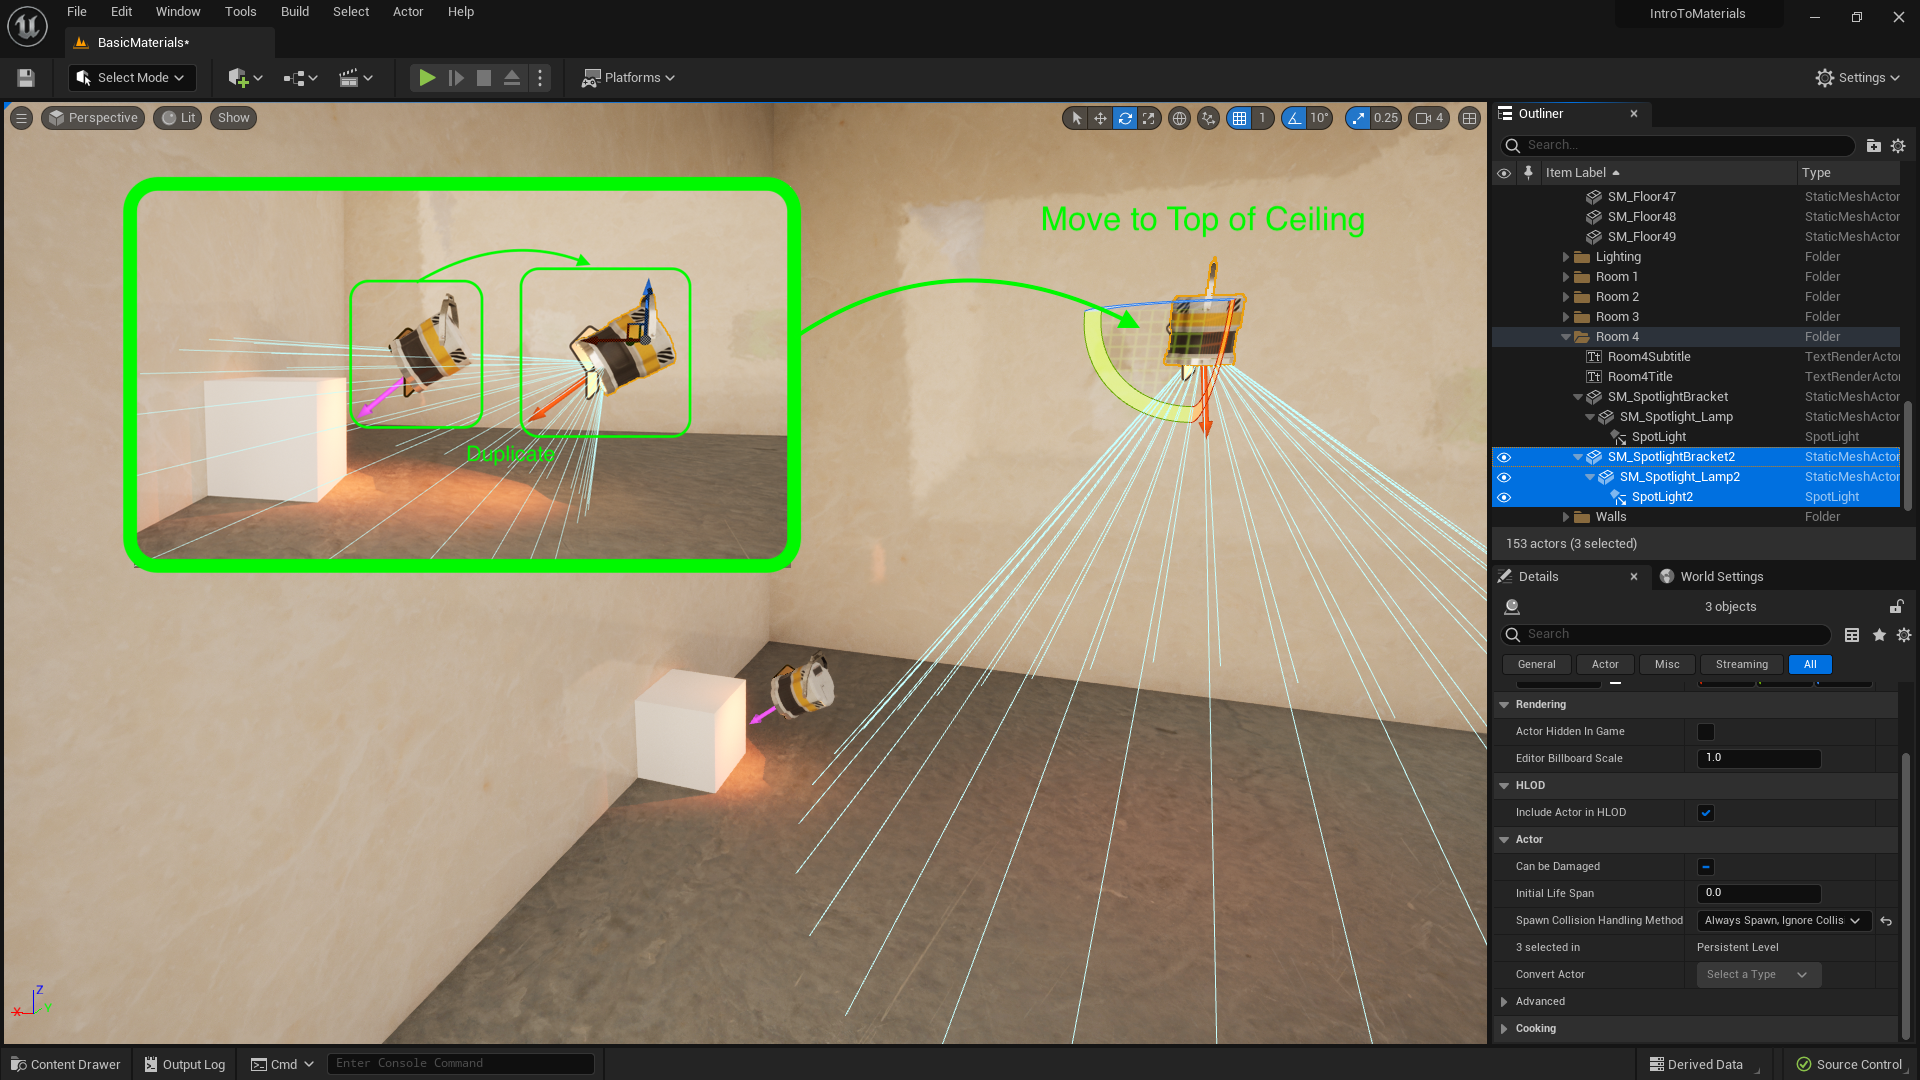 File Edit Window Tools Build Select Actor Help
IntroToMaterials
BasicMaterials*
Select Mode
Platforms
Settings
Perspective Lit Show
1 10° 0.25 4
Move to Top of Ceiling
Duplicate
Z
X Y
Outliner
Search...
Item Label Type
SM_Floor47 StaticMeshActor
SM_Floor48 StaticMeshActor
SM_Floor49 StaticMeshActor
Lighting Folder
Room 1 Folder
Room 2 Folder
Room 3 Folder
Room 4 Folder
Room4Subtitle TextRenderActo
Room4Title TextRenderActo
SM_SpotlightBracket StaticMeshActor
SM_Spotlight_Lamp StaticMeshActor
SpotLight SpotLight
SM_SpotlightBracket2 StaticMeshActor
SM_Spotlight_Lamp2 StaticMeshActor
SpotLight2 SpotLight
Walls Folder
153 actors (3 selected)
Details World Settings
3 objects
Search
General Actor Misc Streaming All
Rendering
Actor Hidden In Game
Editor Billboard Scale 1.0
HLOD
Include Actor in HLOD
Actor
Can be Damaged
Initial Life Span 0.0
Spawn Collision Handling Method Always Spawn, Ignore Collis
3 selected in Persistent Level
Convert Actor Select a Type
Advanced
Cooking
Content Drawer Output Log Cmd Enter Console Command Derived Data Source Control